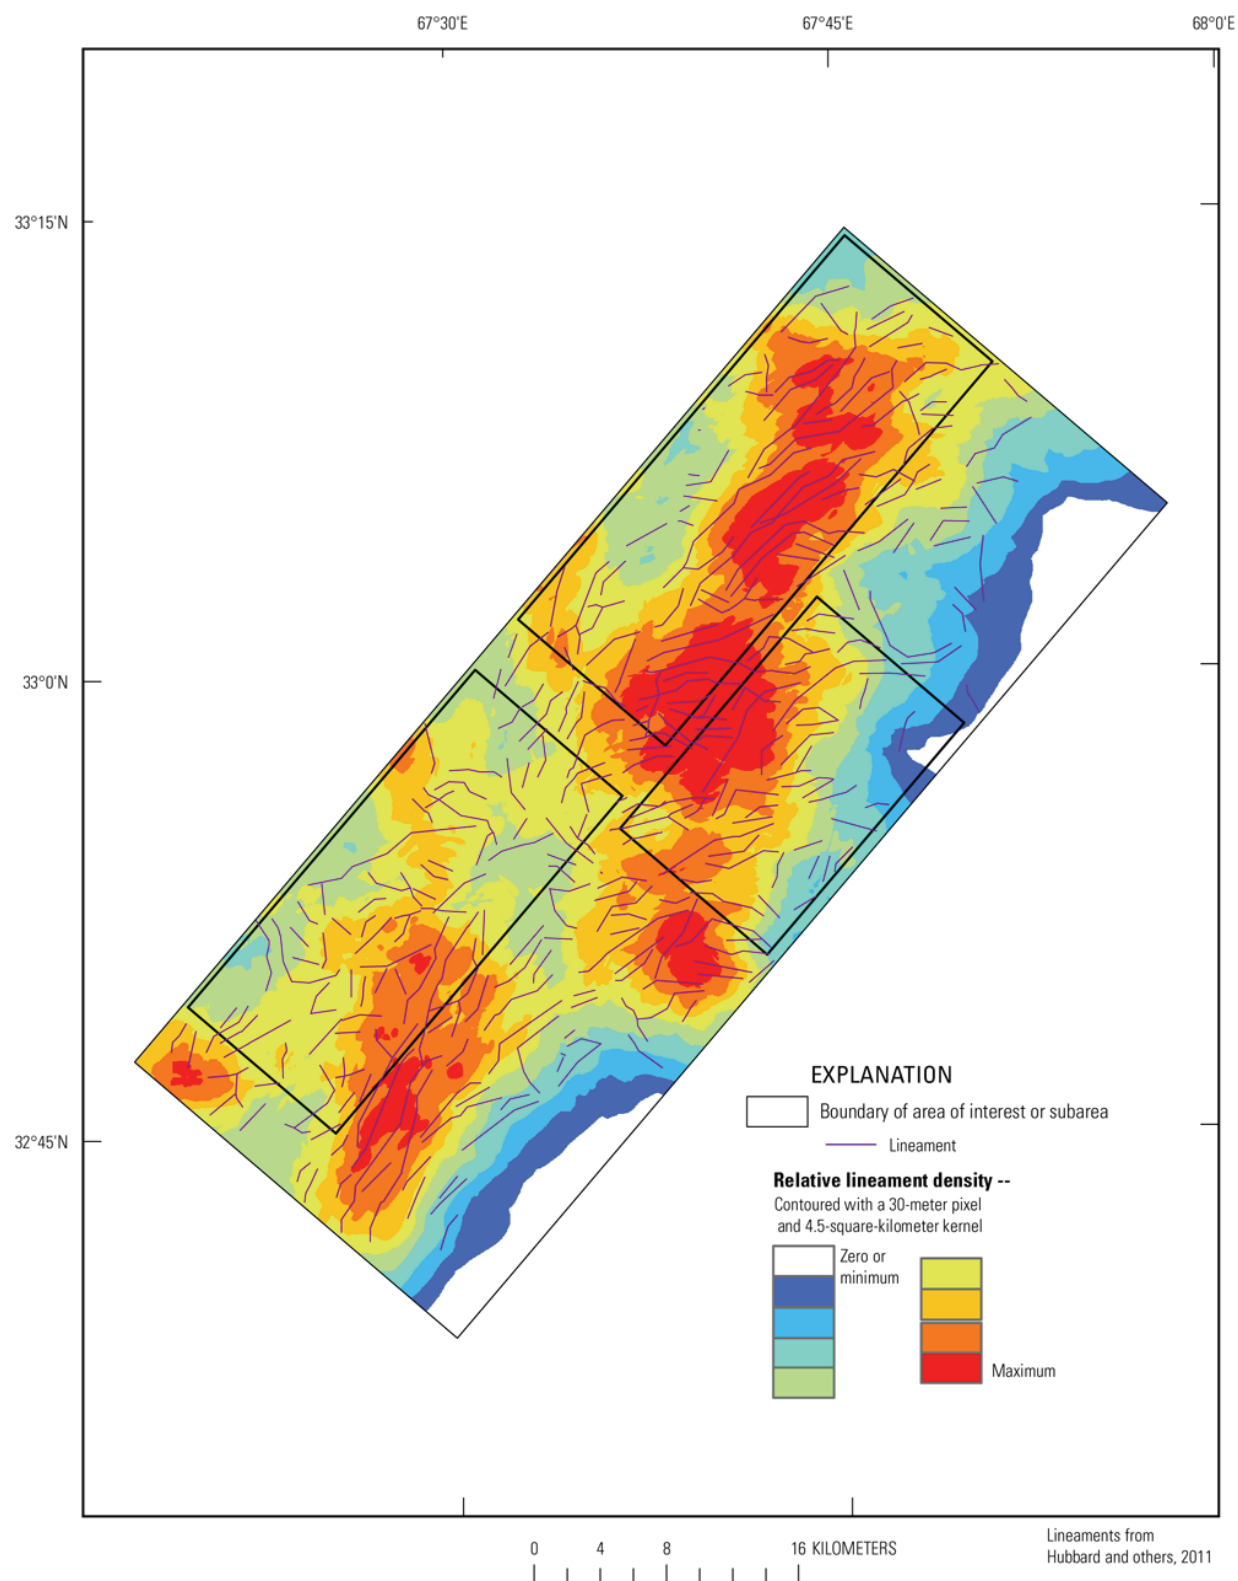 67°30'E
67°45'E
68°0'E
33°15'N
33°0'N
32°45'N
EXPLANATION
Boundary of area of interest or subarea
Lineament
Relative lineament density --
Contoured with a 30-meter pixel
and 4.5-square-kilometer kernel
Zero or
minimum
Maximum
0 4 8 16 KILOMETERS
Lineaments from
Hubbard and others, 2011